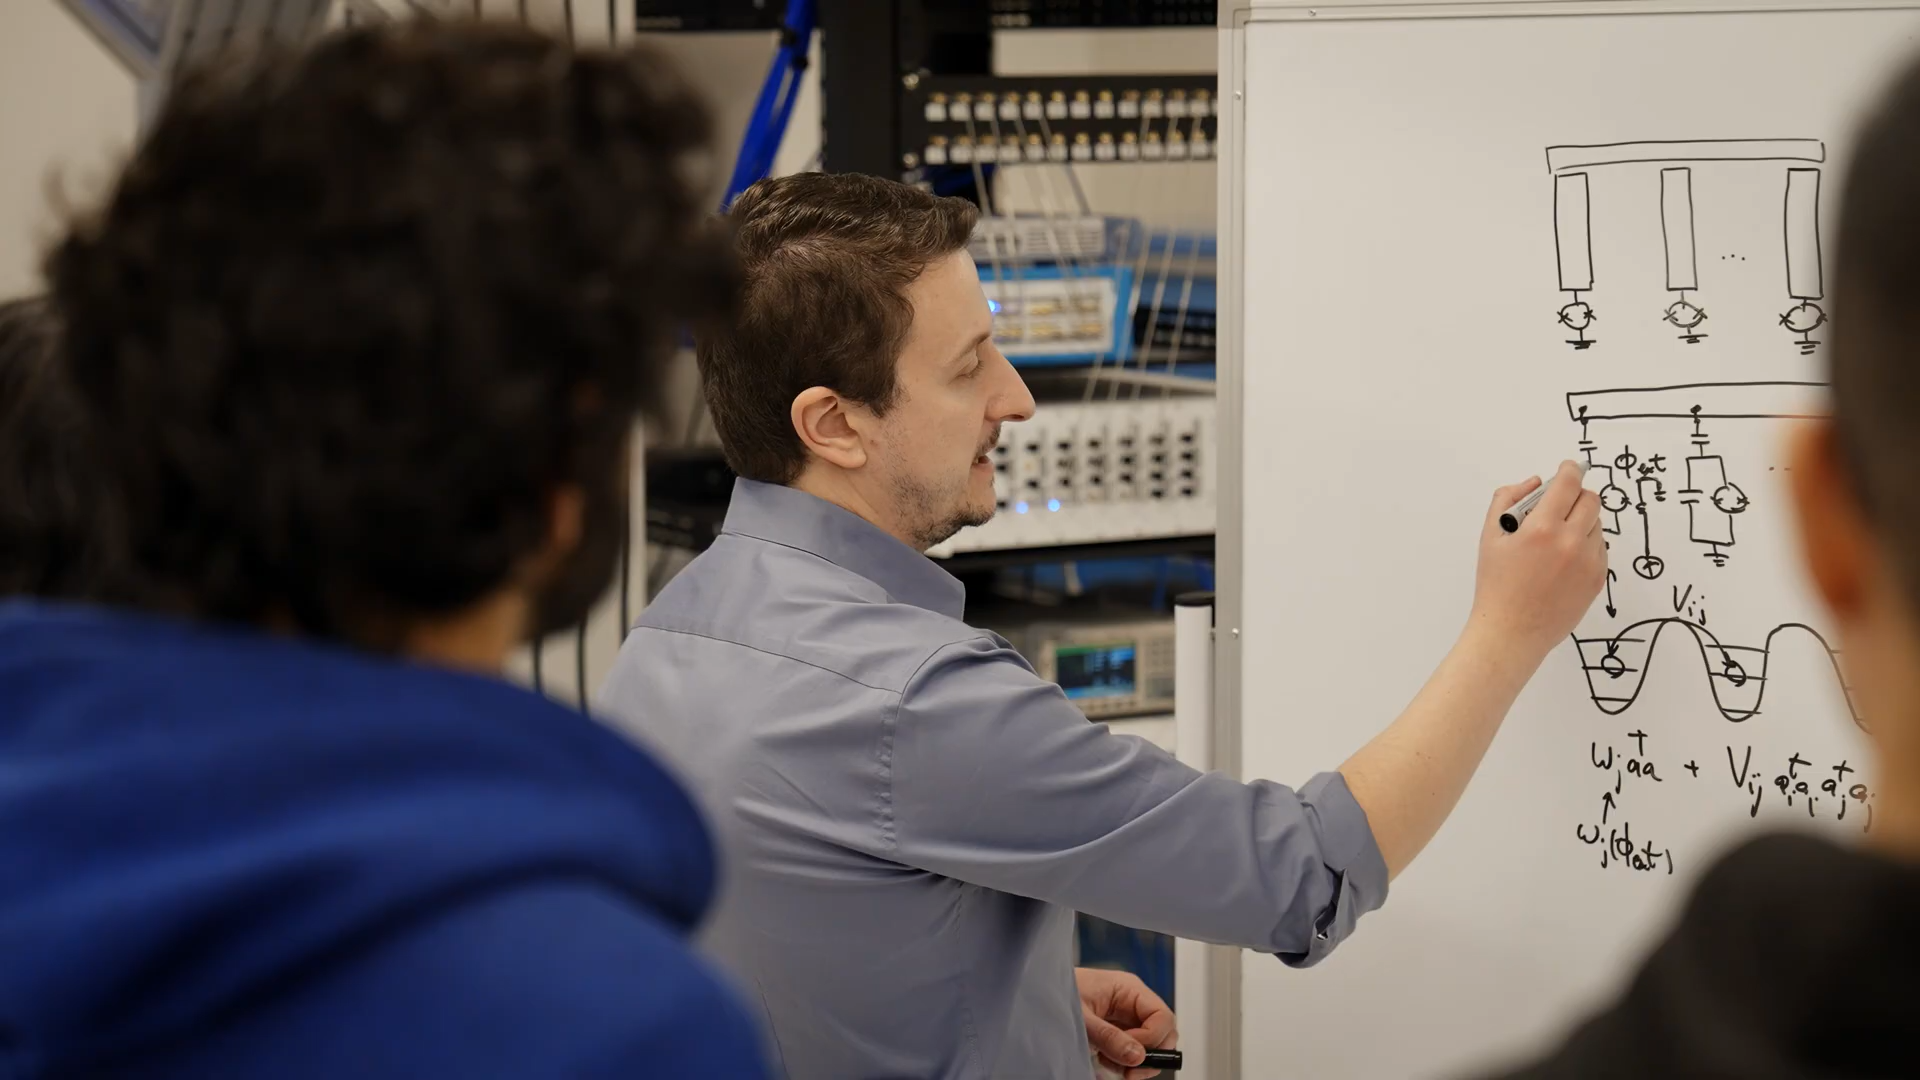 ...
ϕext
...
Vij
ωj a†a + Vij a†i ai a†j aj
ωj(ϕext)